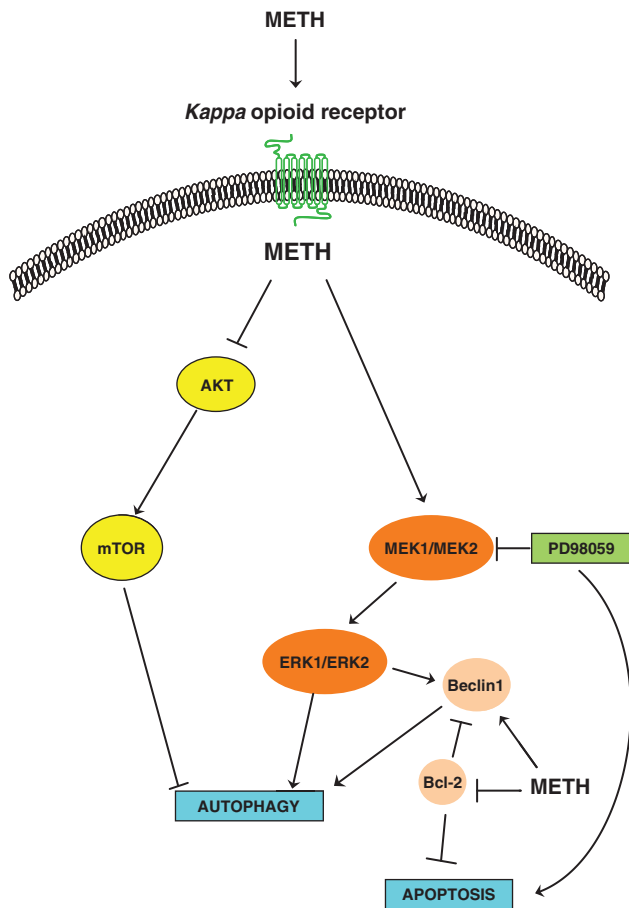 METH
Kappa opioid receptor
METH
AKT
mTOR
MEK1/MEK2
PD98059
ERK1/ERK2
Beclin1
Bcl-2
METH
AUTOPHAGY
APOPTOSIS